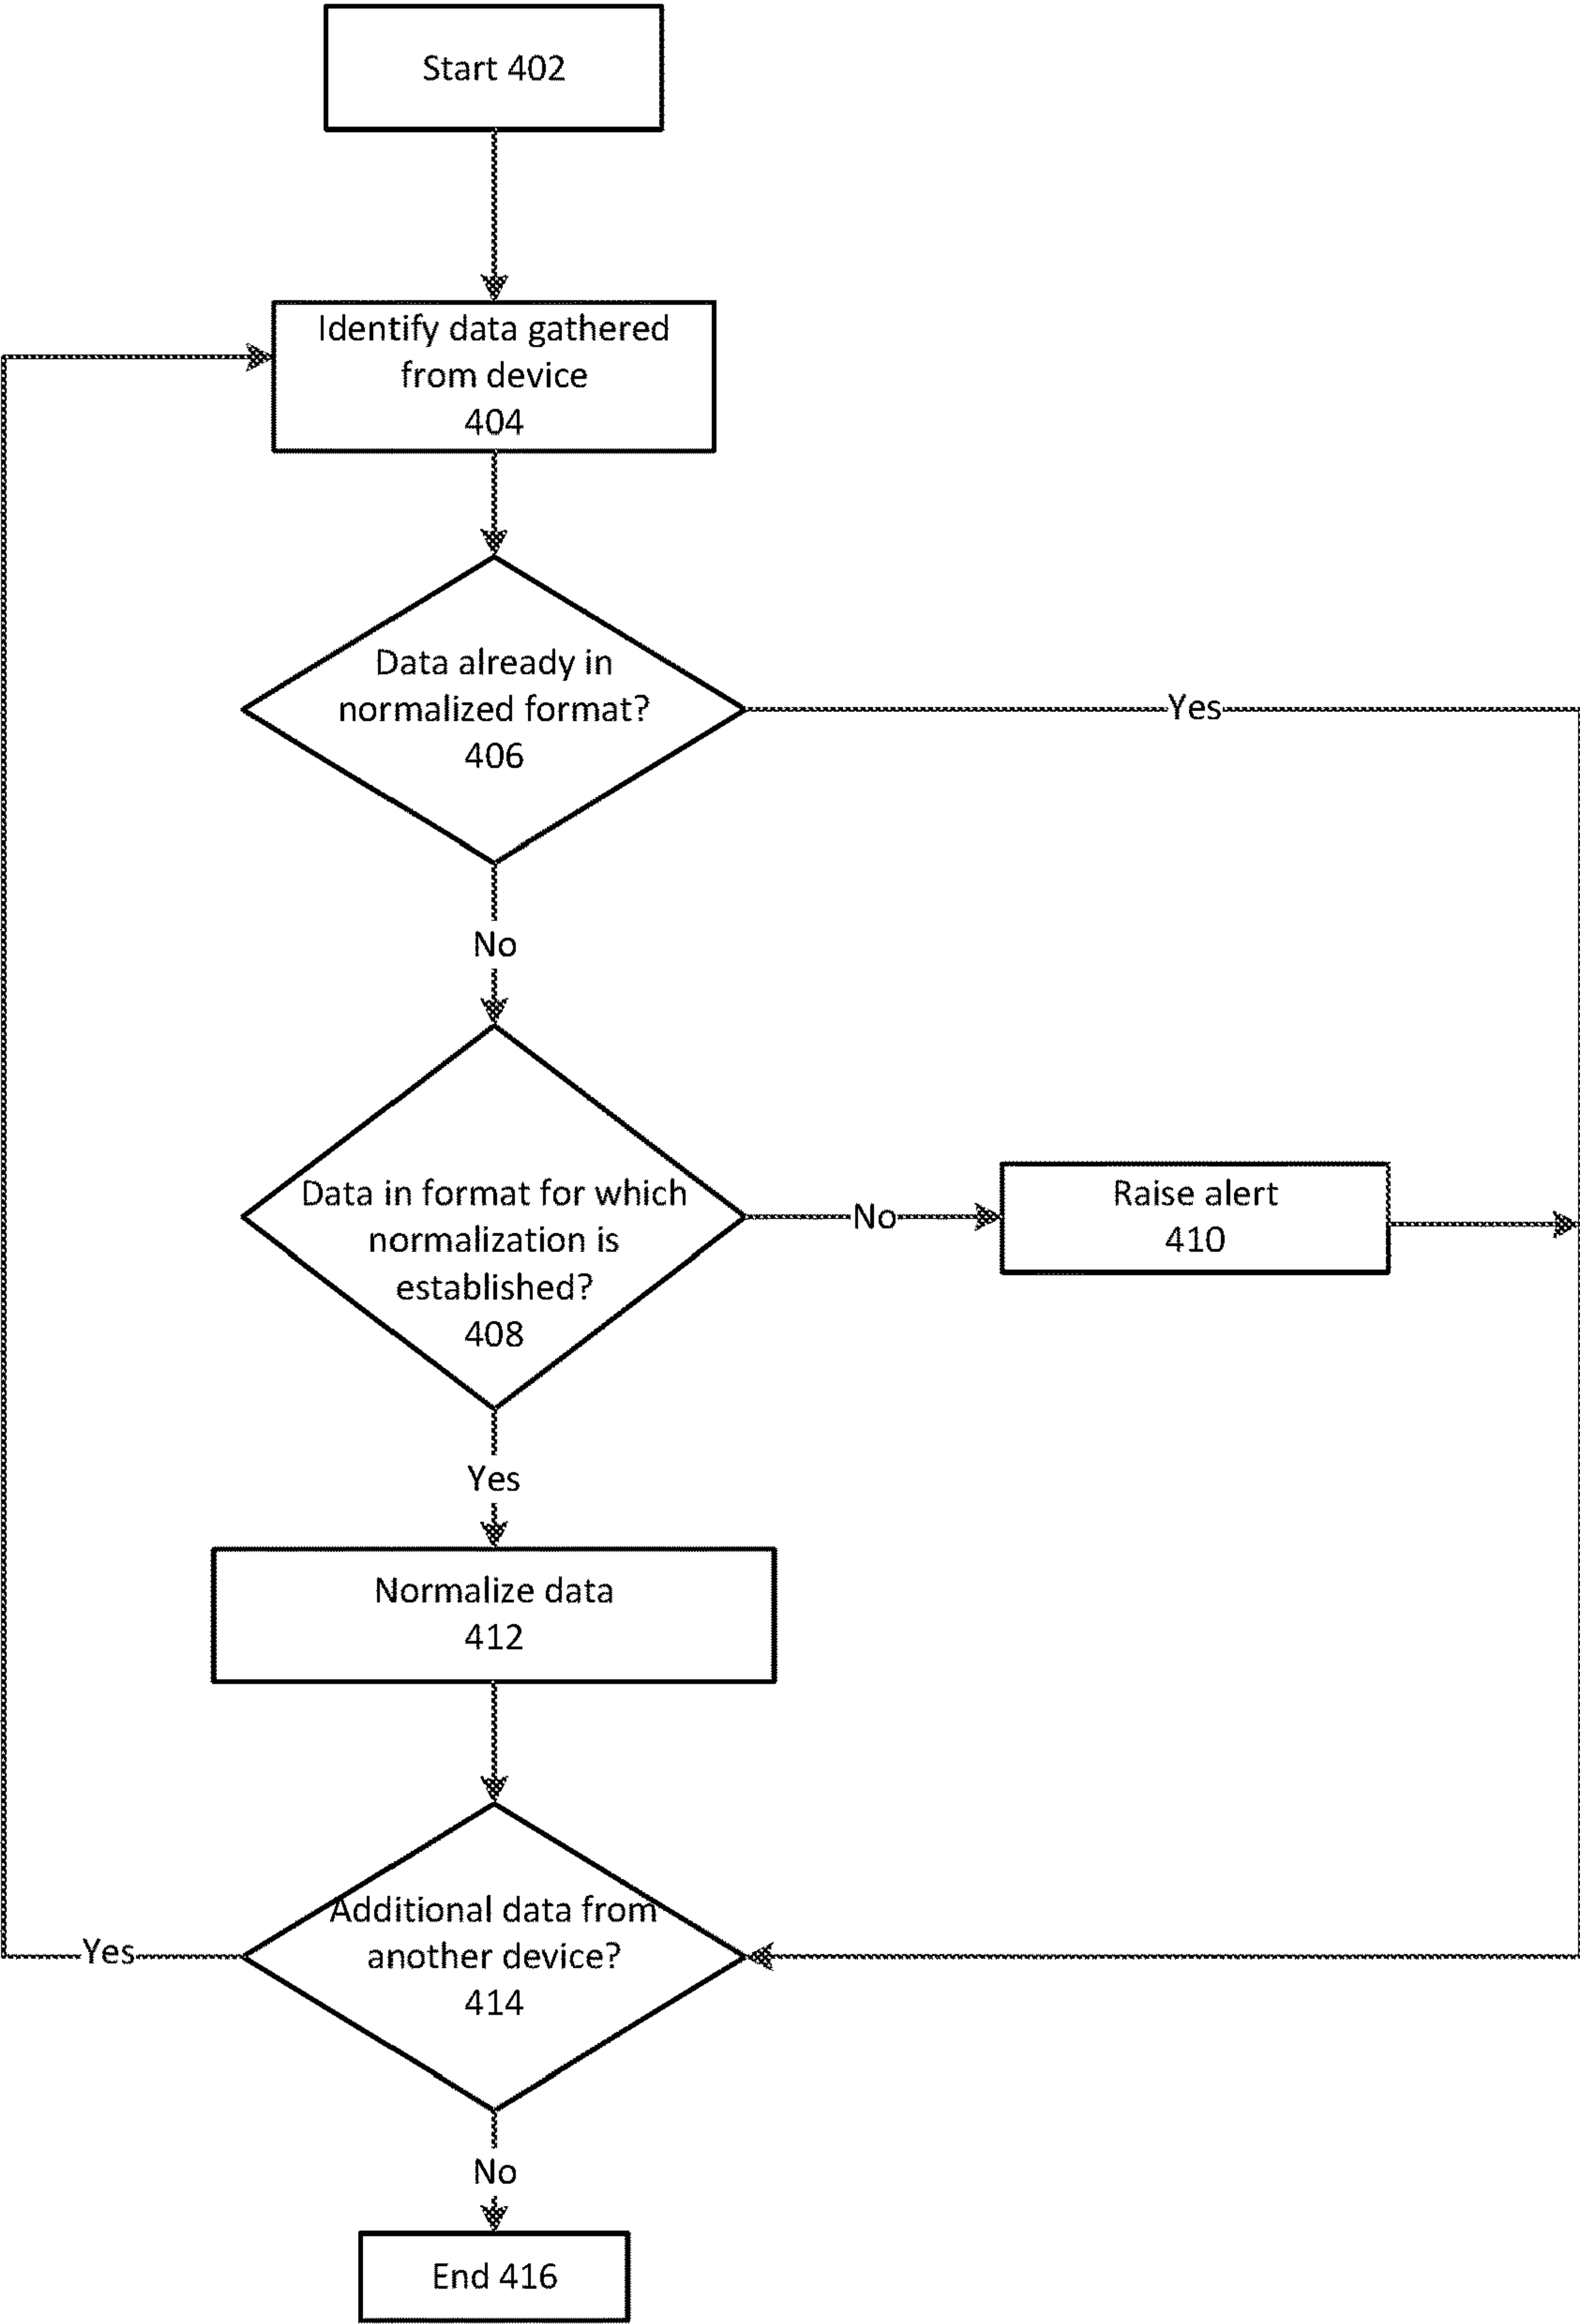 Start 402
Identify data gathered
from device
404
Data already in
normalized format?
406
Yes
No
Data in format for which
normalization is
established?
408
No
Raise alert
410
Yes
Normalize data
412
Additional data from
another device?
414
Yes
No
End 416